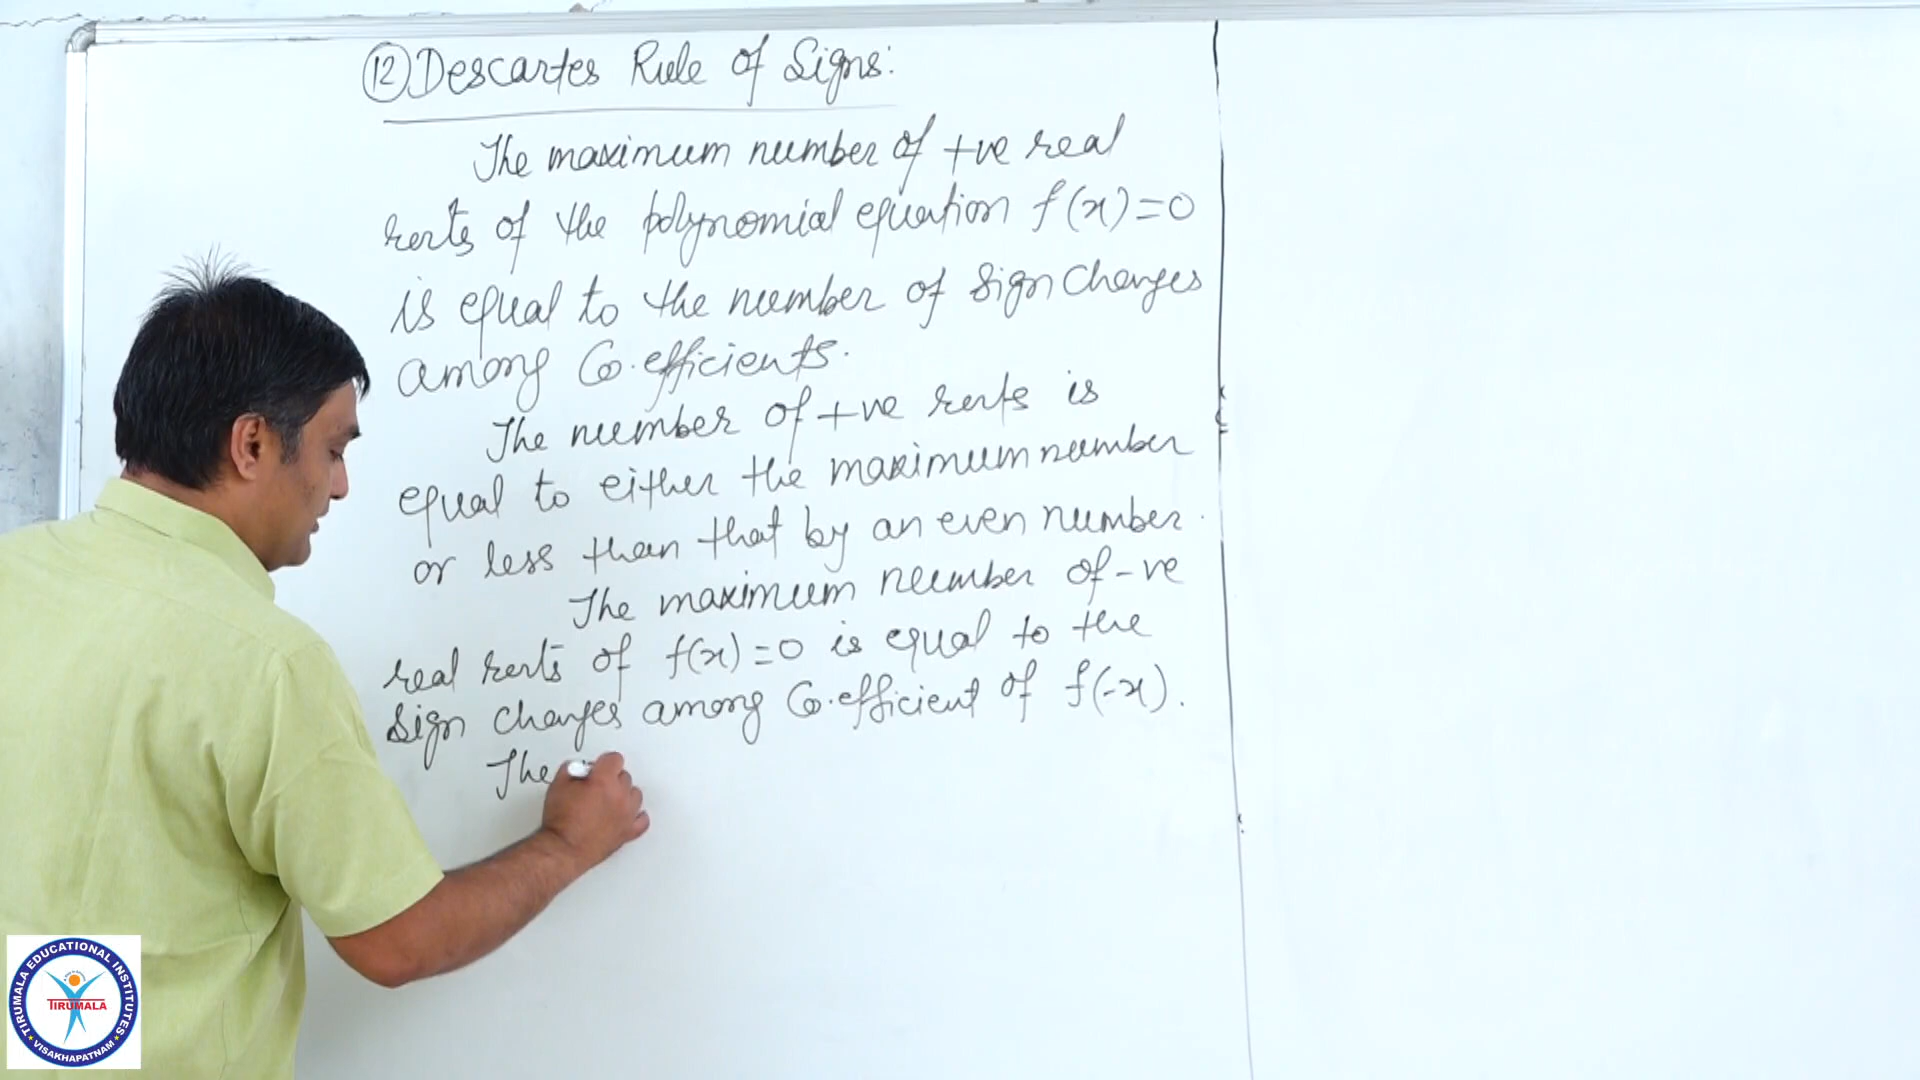 12 Descartes Rule of Signs:
The maximum number of +ve real
roots of the polynomial equation f(x)=0
is equal to the number of Sign Changes
among Co.efficients.
The number of +ve roots is
equal to either the maximum number
or less than that by an even number.
The maximum number of -ve
real roots of f(x)=0 is equal to the
Sign changes among Co.efficient of f(-x).
The
TIRUMALA EDUCATIONAL INSTITUTES
TIRUMALA
VISAKHAPATNAM